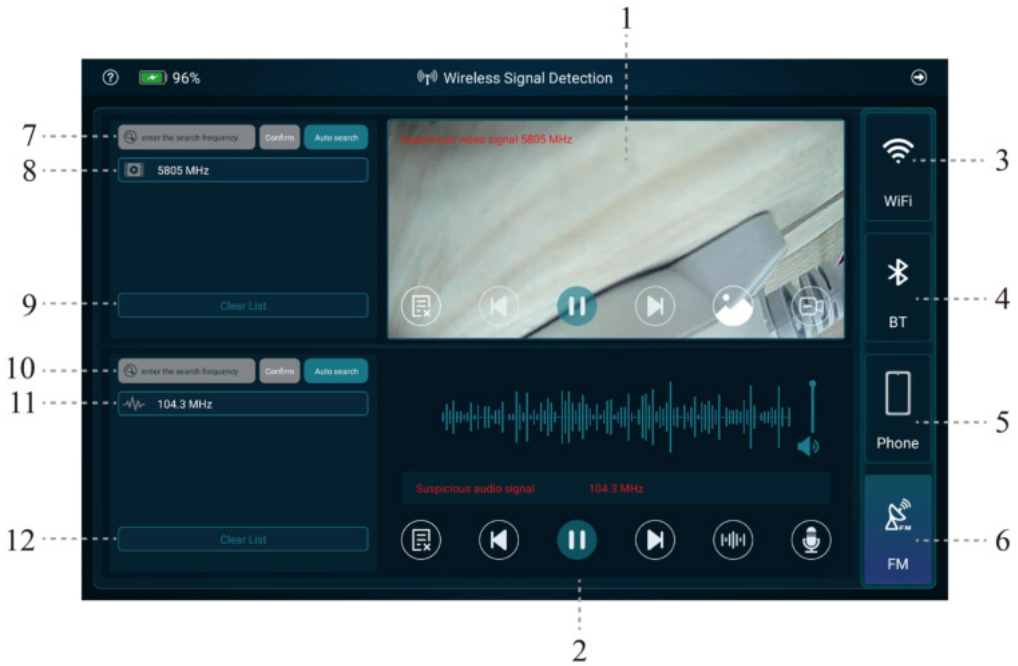 1
? 96% Wireless Signal Detection
7 enter the search frequency Confirm Auto search
Suspicious video signal 5805 MHz
8 5805 MHz
3
WiFi
9 Clear List
4
BT
10 enter the search frequency Confirm Auto search
11 104.3 MHz
5
Phone
Suspicious audio signal 104.3 MHz
12 Clear List
FM
6
FM
2